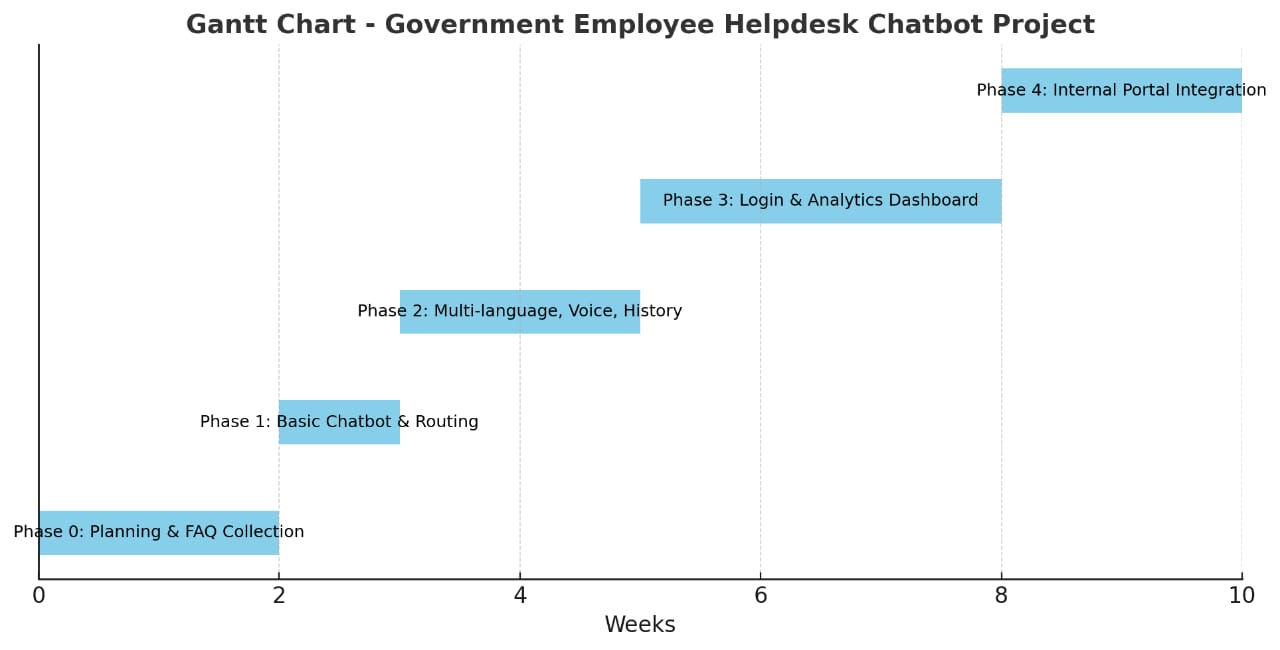 Gantt Chart - Government Employee Helpdesk Chatbot Project
Phase 4: Internal Portal Integration
Phase 3: Login & Analytics Dashboard
Phase 2: Multi-language, Voice, History
Phase 1: Basic Chatbot & Routing
Phase 0: Planning & FAQ Collection
0 2 4 6 8 10
Weeks